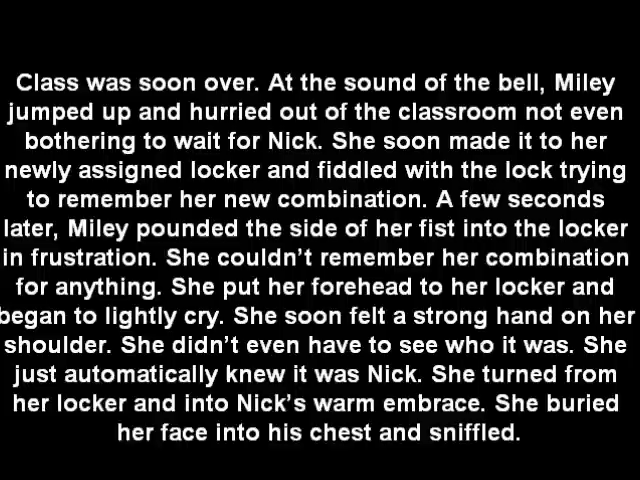 Class was soon over. At the sound of the bell, Miley
jumped up and hurried out of the classroom not even
bothering to wait for Nick. She soon made it to her
newly assigned locker and fiddled with the lock trying
to remember her new combination. A few seconds
later, Miley pounded the side of her fist into the locker
in frustration. She couldn’t remember her combination
for anything. She put her forehead to her locker and
began to lightly cry. She soon felt a strong hand on her
shoulder. She didn’t even have to see who it was. She
just automatically knew it was Nick. She turned from
her locker and into Nick’s warm embrace. She buried
her face into his chest and sniffled.